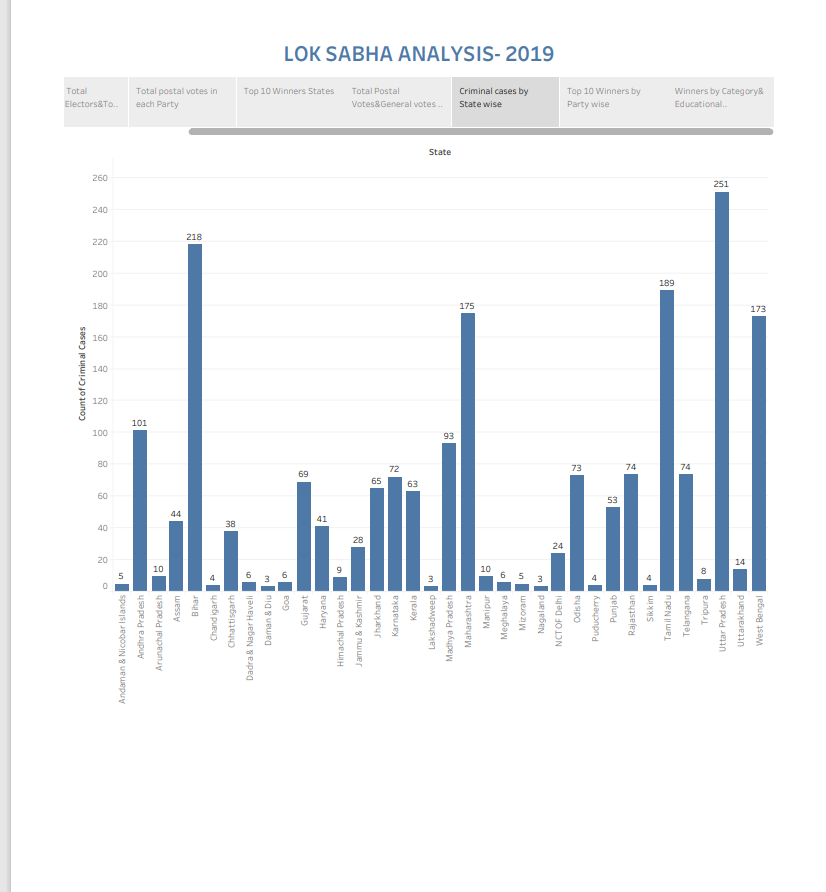 LOK SABHA ANALYSIS- 2019
Total
Electors&To..
Total postal votes in
each Party
Top 10 Winners States
Total Postal
Votes&General votes ..
Criminal cases by
State wise
Top 10 Winners by
Party wise
Winners by Category&
Educational..
State
Count of Criminal Cases
260
240
220
200
180
160
140
120
100
80
60
40
20
0
5
101
10
44
218
4
38
6
3
6
69
41
9
28
65
72
63
3
93
175
10
6
5
3
24
73
4
53
74
4
189
74
8
251
14
173
Andaman & Nicobar Islands
Andhra Pradesh
Arunachal Pradesh
Assam
Bihar
Chandigarh
Chhattisgarh
Dadra & Nagar Haveli
Daman & Diu
Goa
Gujarat
Haryana
Himachal Pradesh
Jammu & Kashmir
Jharkhand
Karnataka
Kerala
Lakshadweep
Madhya Pradesh
Maharashtra
Manipur
Meghalaya
Mizoram
Nagaland
NCT OF Delhi
Odisha
Puducherry
Punjab
Rajasthan
Sikkim
Tamil Nadu
Telangana
Tripura
Uttar Pradesh
Uttarakhand
West Bengal